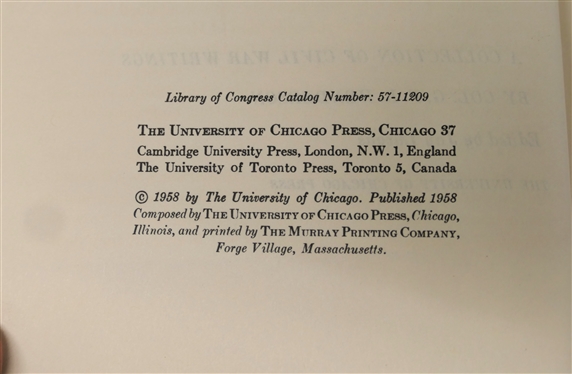 Library of Congress Catalog Number: 57-11209
THE UNIVERSITY OF CHICAGO PRESS, CHICAGO 37
Cambridge University Press, London, N.W. 1, England
The University of Toronto Press, Toronto 5, Canada
© 1958 by The University of Chicago. Published 1958
Composed by THE UNIVERSITY OF CHICAGO PRESS, Chicago,
Illinois, and printed by THE MURRAY PRINTING COMPANY,
Forge Village, Massachusetts.